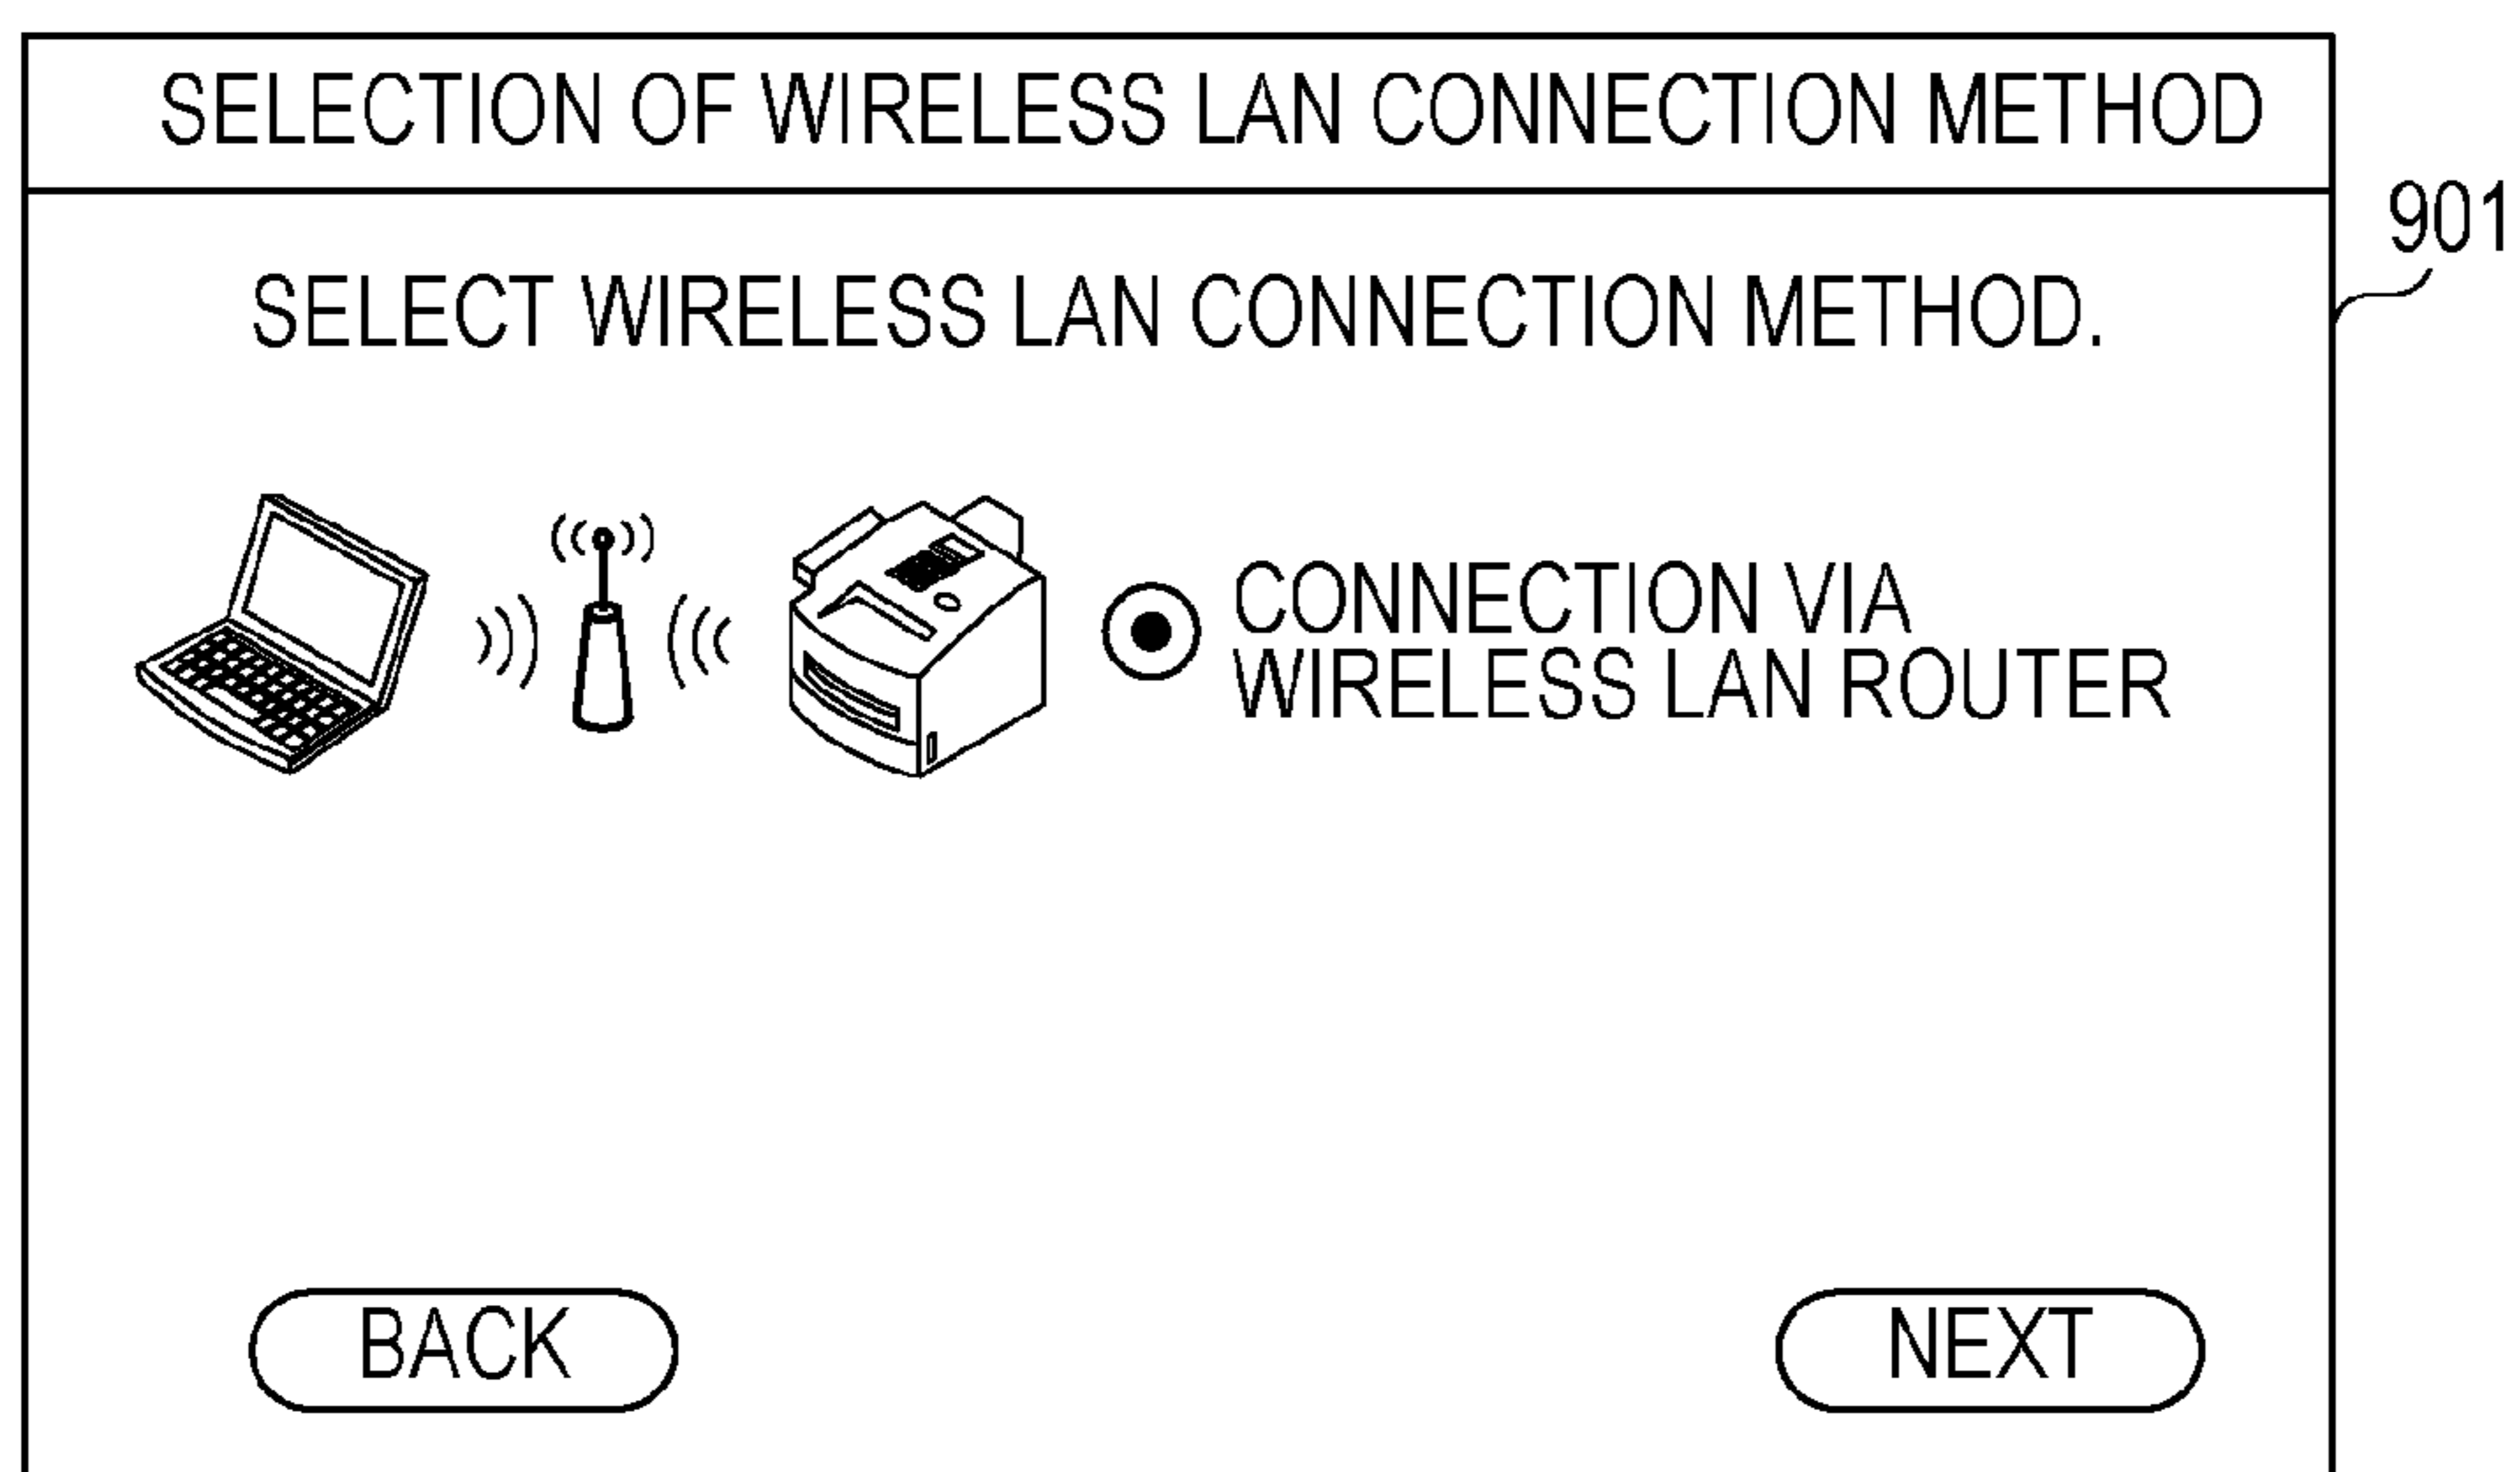 SELECTION OF WIRELESS LAN CONNECTION METHOD
901
SELECT WIRELESS LAN CONNECTION METHOD.
CONNECTION VIA
WIRELESS LAN ROUTER
BACK
NEXT